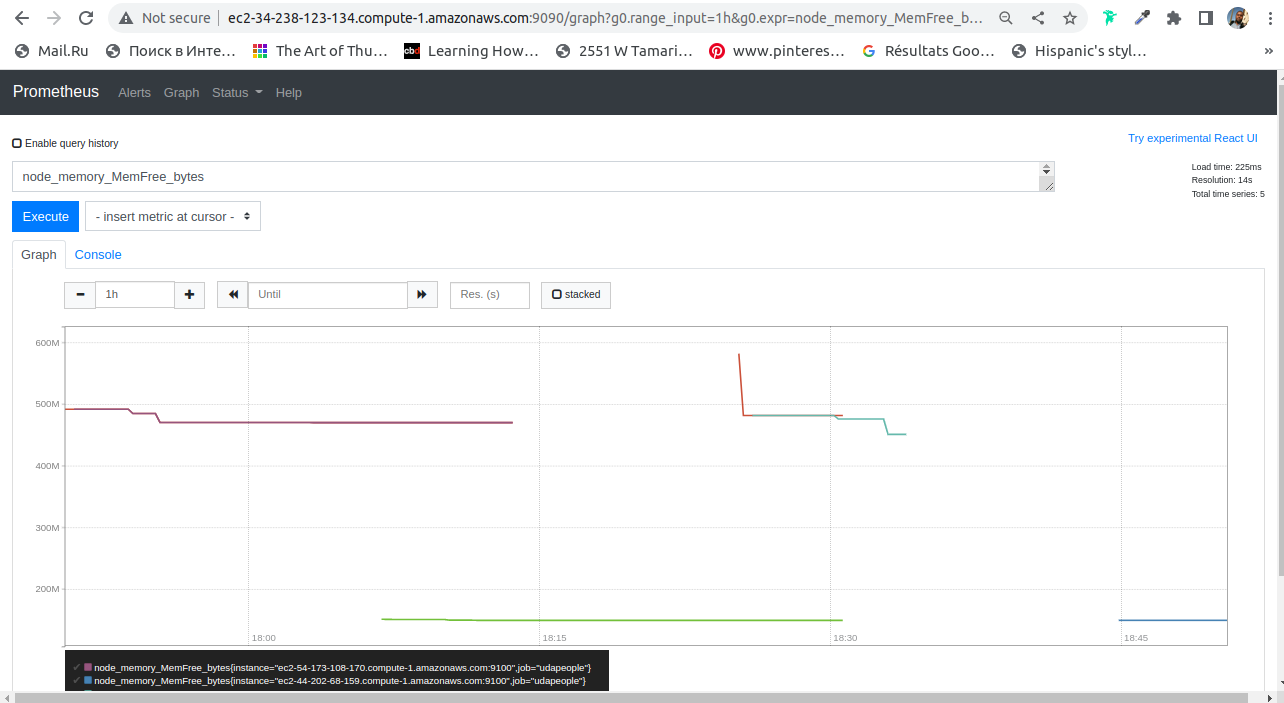 Not secure ec2-34-238-123-134.compute-1.amazonaws.com:9090/graph?g0.range_input=1h&g0.expr=node_memory_MemFree_b...
Mail.Ru Поиск в Инте... The Art of Thu... cbd Learning How... 2551 W Tamari... www.pinteres... Résultats Goo... Hispanic's styl... »
Prometheus Alerts Graph Status Help
Enable query history
Try experimental React UI
node_memory_MemFree_bytes
Load time: 225ms
Resolution: 14s
Total time series: 5
Execute - insert metric at cursor -
Graph Console
1h Until Res. (s) stacked
600M
500M
400M
300M
200M
18:00 18:15 18:30 18:45
node_memory_MemFree_bytes{instance="ec2-54-173-108-170.compute-1.amazonaws.com:9100",job="udapeople"}
node_memory_MemFree_bytes{instance="ec2-44-202-68-159.compute-1.amazonaws.com:9100",job="udapeople"}